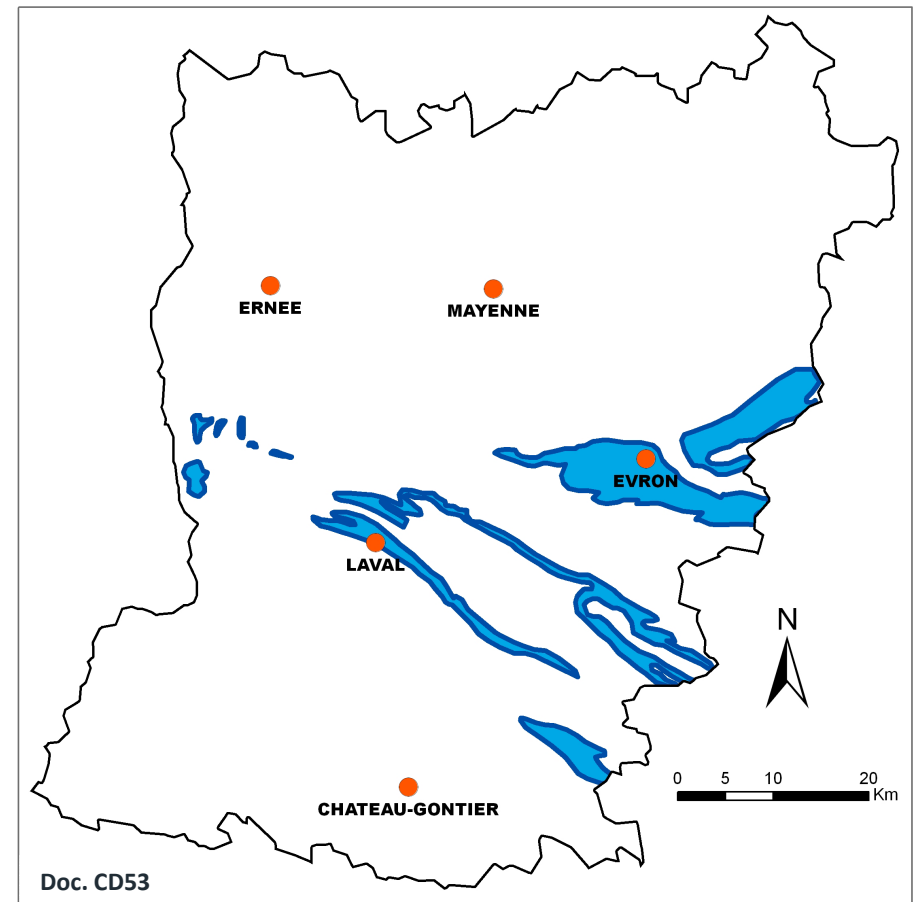 ERNEE
MAYENNE
EVRON
LAVAL
N
0 5 10 20
Km
CHATEAU-GONTIER
Doc. CD53